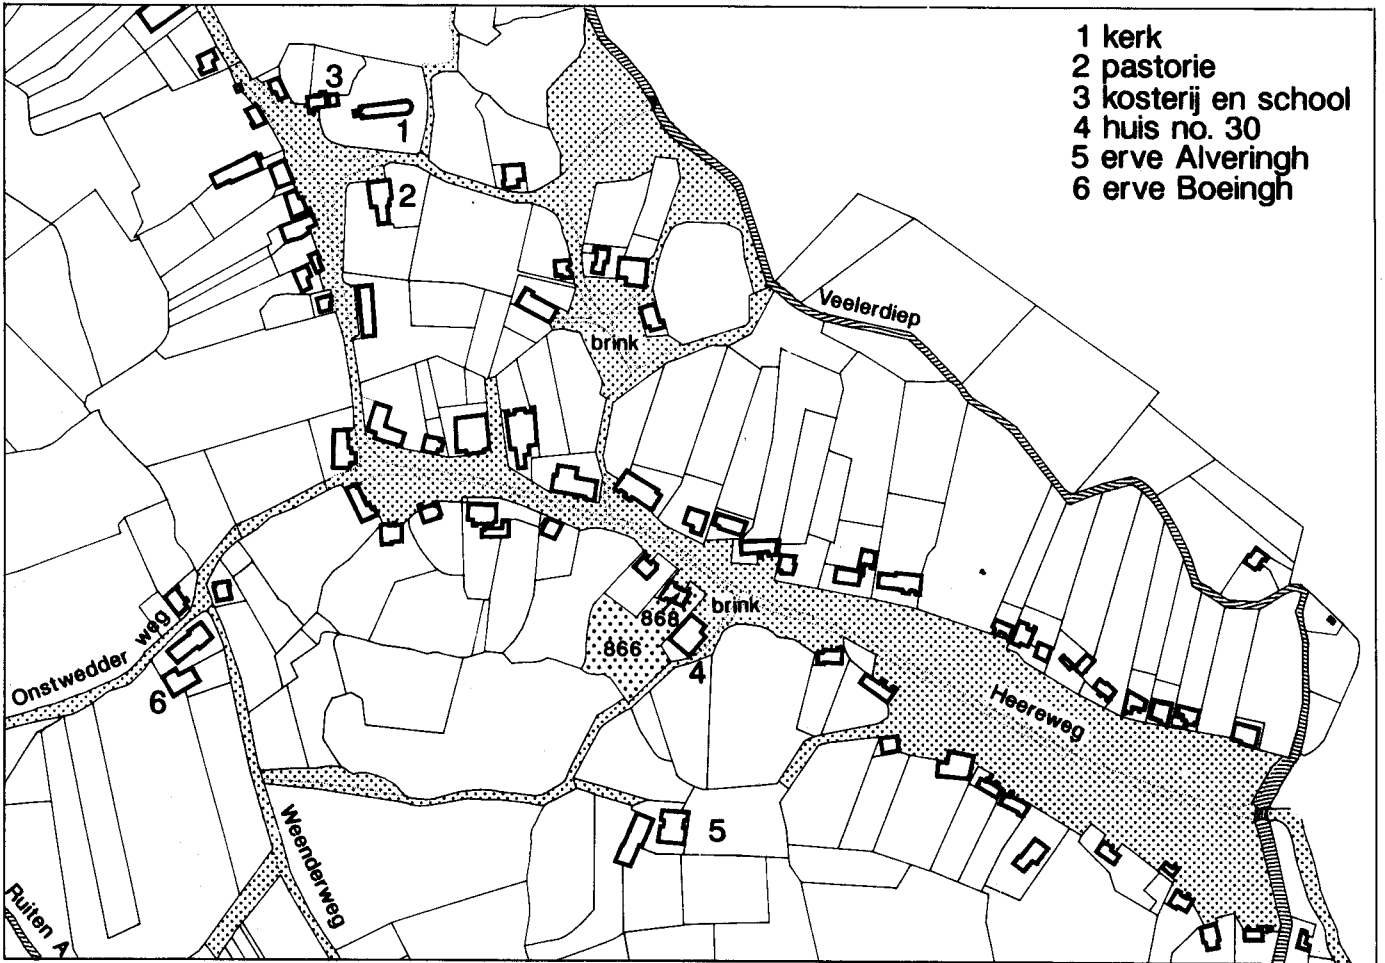 1 kerk
2 pastorie
3 kosterij en school
4 huis no. 30
5 erve Alveringh
6 erve Boeingh
3
1
2
Veelerdiep
brink
brink
868
866
4
Onstwedder weg
6
Heereweg
5
Weenderweg
Ruiten A